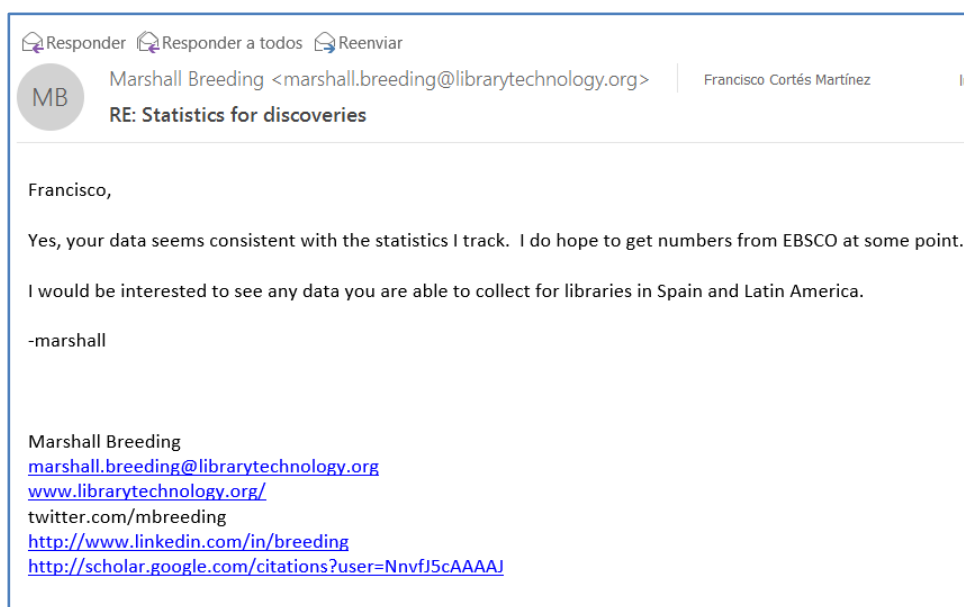 Responder Responder a todos Reenviar
MB
Marshall Breeding <marshall.breeding@librarytechnology.org> Francisco Cortés Martínez
RE: Statistics for discoveries
Francisco,
Yes, your data seems consistent with the statistics I track. I do hope to get numbers from EBSCO at some point.
I would be interested to see any data you are able to collect for libraries in Spain and Latin America.
-marshall
Marshall Breeding
marshall.breeding@librarytechnology.org
www.librarytechnology.org/
twitter.com/mbreeding
http://www.linkedin.com/in/breeding
http://scholar.google.com/citations?user=NnvfJ5cAAAAJ